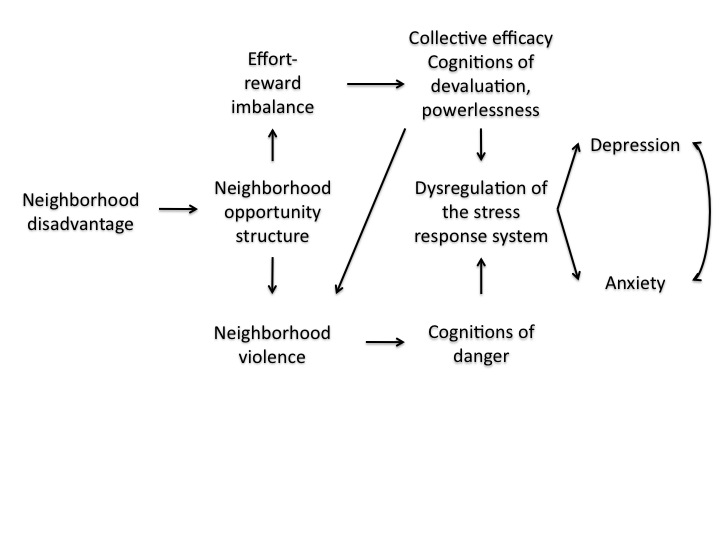 Collective efficacy
Cognitions of
devaluation,
powerlessness
Effort-
reward
imbalance
Depression
Neighborhood
disadvantage
Neighborhood
opportunity
structure
Dysregulation of
the stress
response system
Anxiety
Neighborhood
violence
Cognitions of
danger